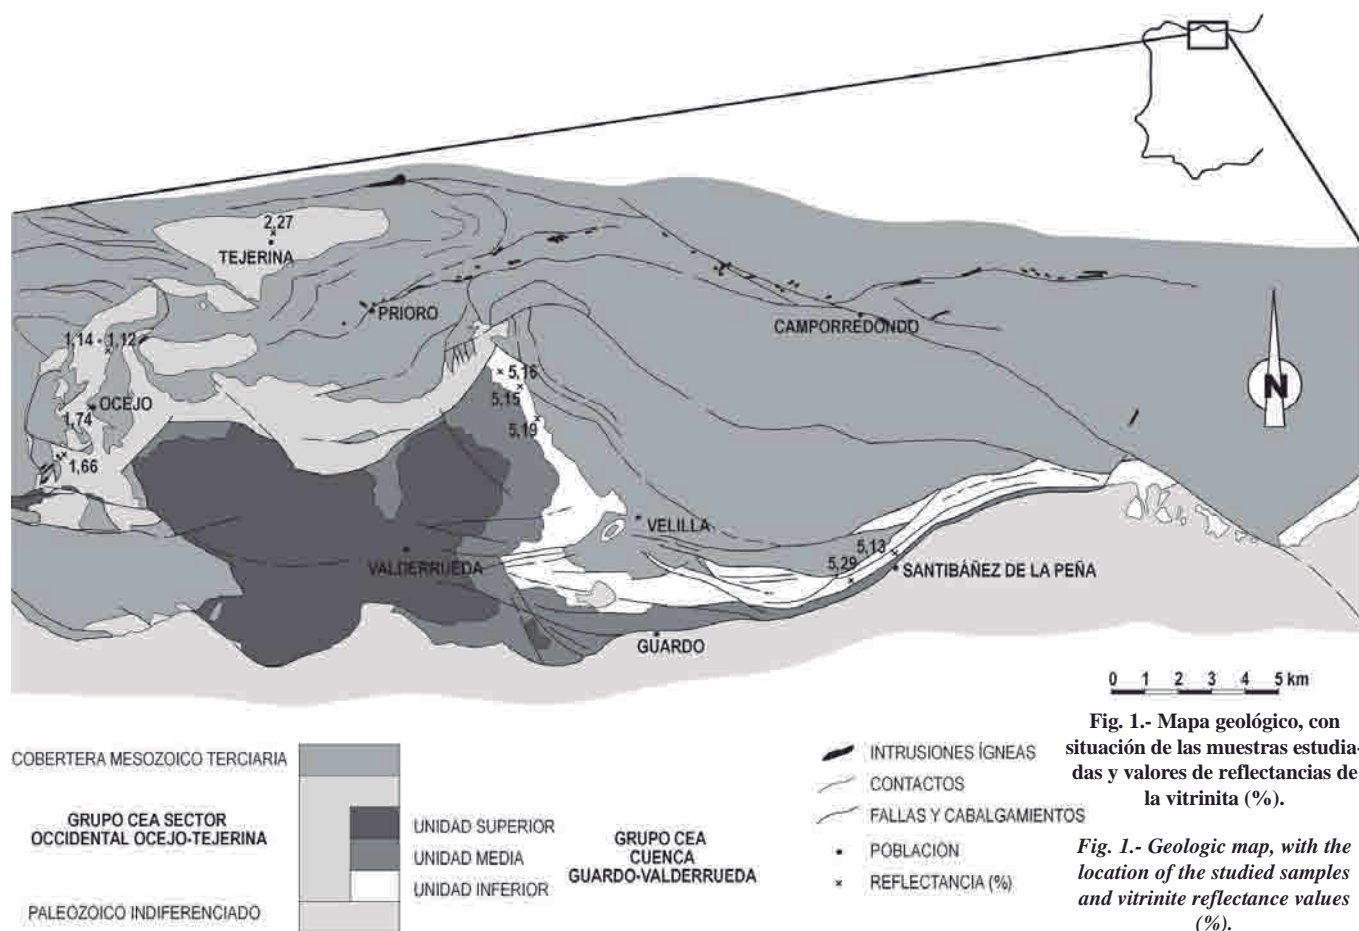 2,27
TEJERINA
PRIORO
CAMPORREDONDO
N
1,14
1,12
5,16
5,15
OCEJO
1,74
5,19
1,66
VELILLA
VALDERRUEDA
5,13
5,29
SANTIBÁÑEZ DE LA PEÑA
GUARDO
0 1 2 3 4 5 km
COBERTERA MESOZOICO TERCIARIA
GRUPO CEA SECTOR
OCCIDENTAL OCEJO-TEJERINA
PALEÓZOICO INDIFERENCIADO
UNIDAD SUPERIOR
UNIDAD MEDIA
UNIDAD INFERIOR
GRUPO CEA
CUENCA
GUARDO-VALDERRUEDA
INTRUSIONES ÍGNEAS
CONTACTOS
FALLAS Y CABALGAMIENTOS
POBLACIÓN
REFLECTANCIA (%)
Fig. 1.- Mapa geológico, con
situación de las muestras estudia-
das y valores de reflectancias de
la vitrinita (%).
Fig. 1.- Geologic map, with the
location of the studied samples
and vitrinite reflectance values
(%).